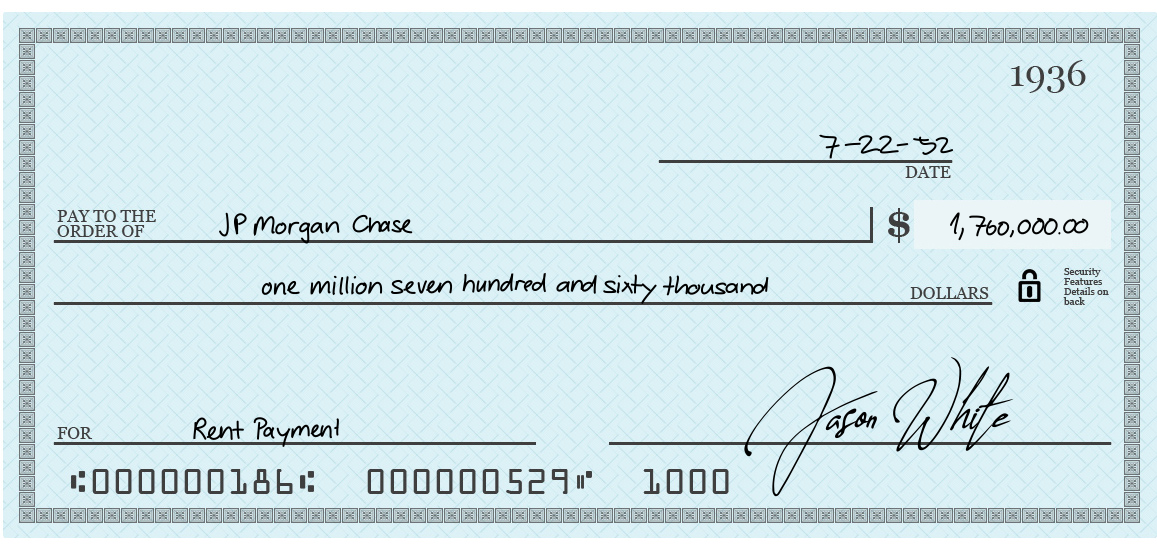 1936
7-22-52
DATE
PAY TO THE
ORDER OF
JP Morgan Chase
$ 1,760,000.00
one million seven hundred and sixty thousand
DOLLARS
Security
Features
Details on
back
FOR
Rent Payment
Jason White
⑆000000186⑆ 000000529⑈ 1000